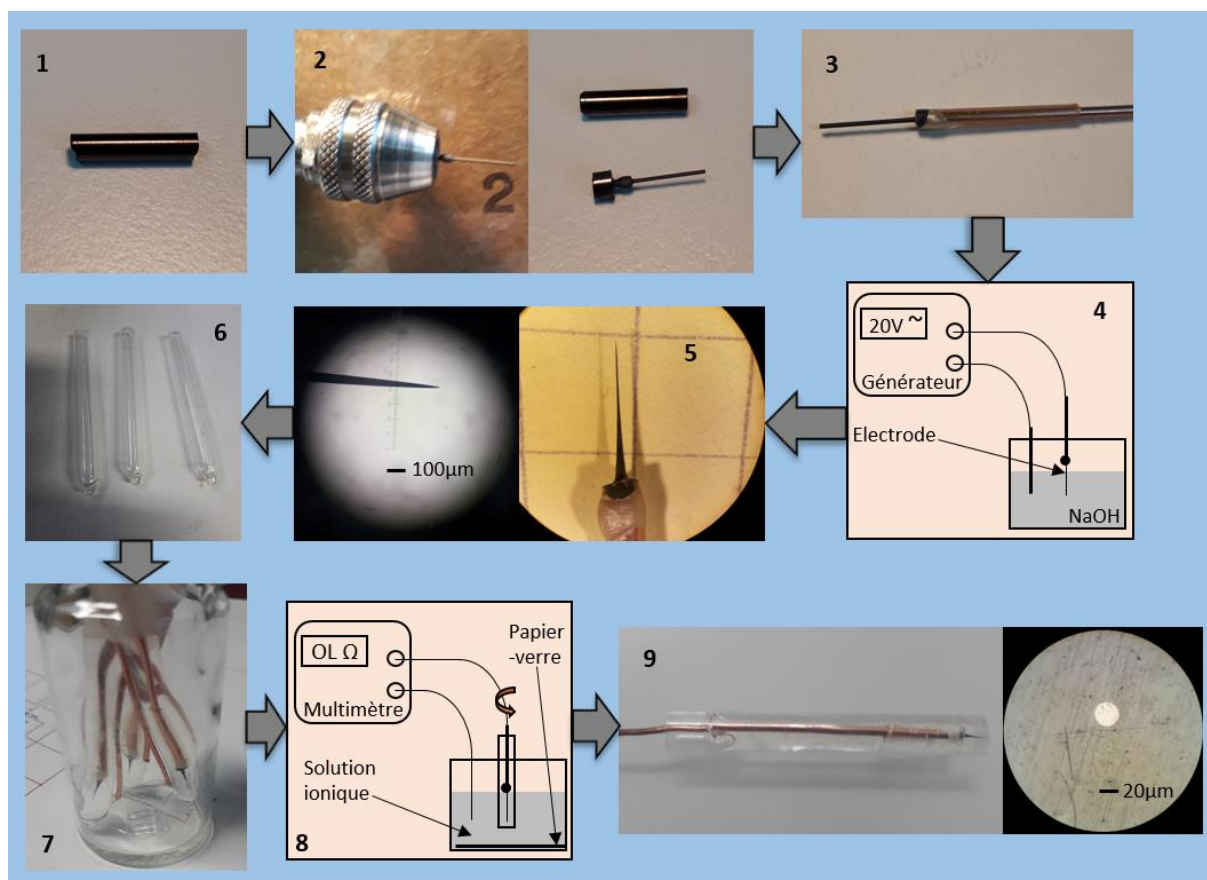 1
2
2
3
20V ~
Générateur
4
Electrode
NaOH
5
100µm
6
7
OL Ω
Multimètre
Papier
-verre
Solution
ionique
8
9
20µm